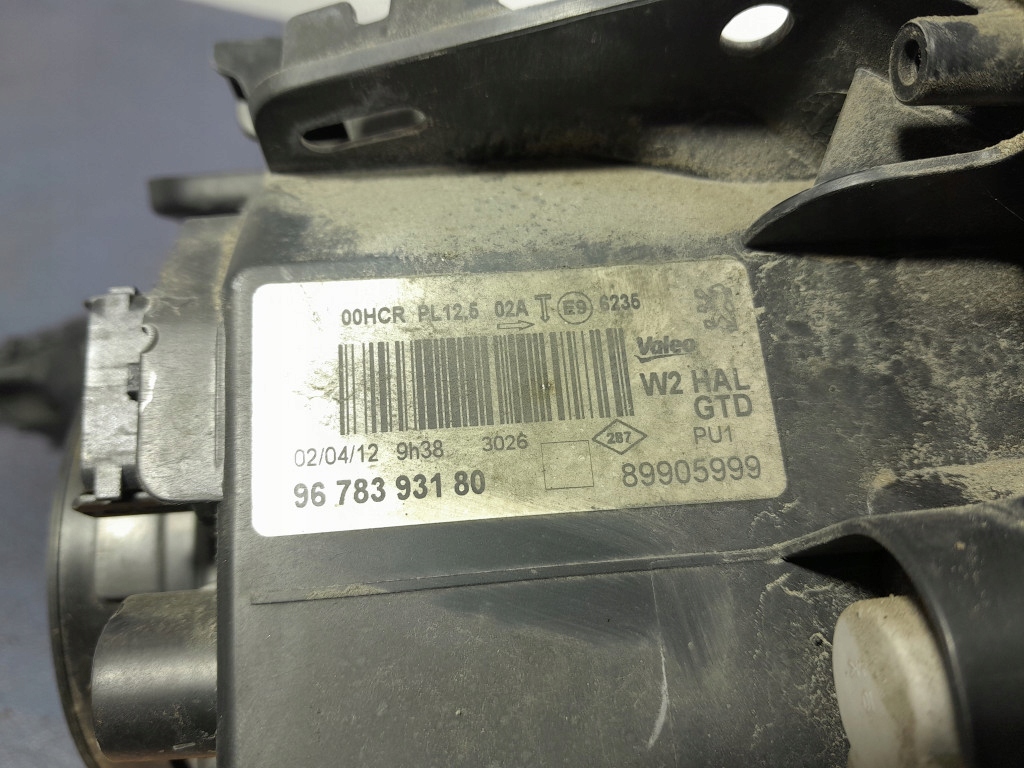 00HCR PL12,5 02A T E9 6235
Valeo
W2 HAL
GTD
02/04/12 9h38 3026 287 PU1
96 783 931 80 89905999